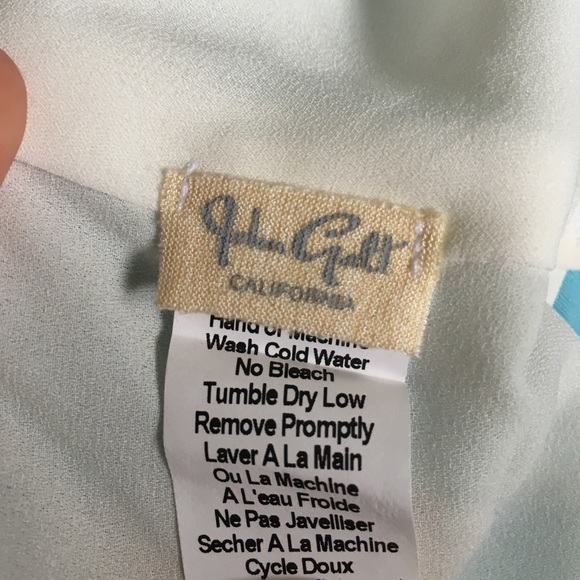 John Galt
CALIFORNIA
Hand or Machine
Wash Cold Water
No Bleach
Tumble Dry Low
Remove Promptly
Laver A La Main
Ou La Machine
A L'eau Froide
Ne Pas Javelliser
Secher A La Machine
Cycle Doux